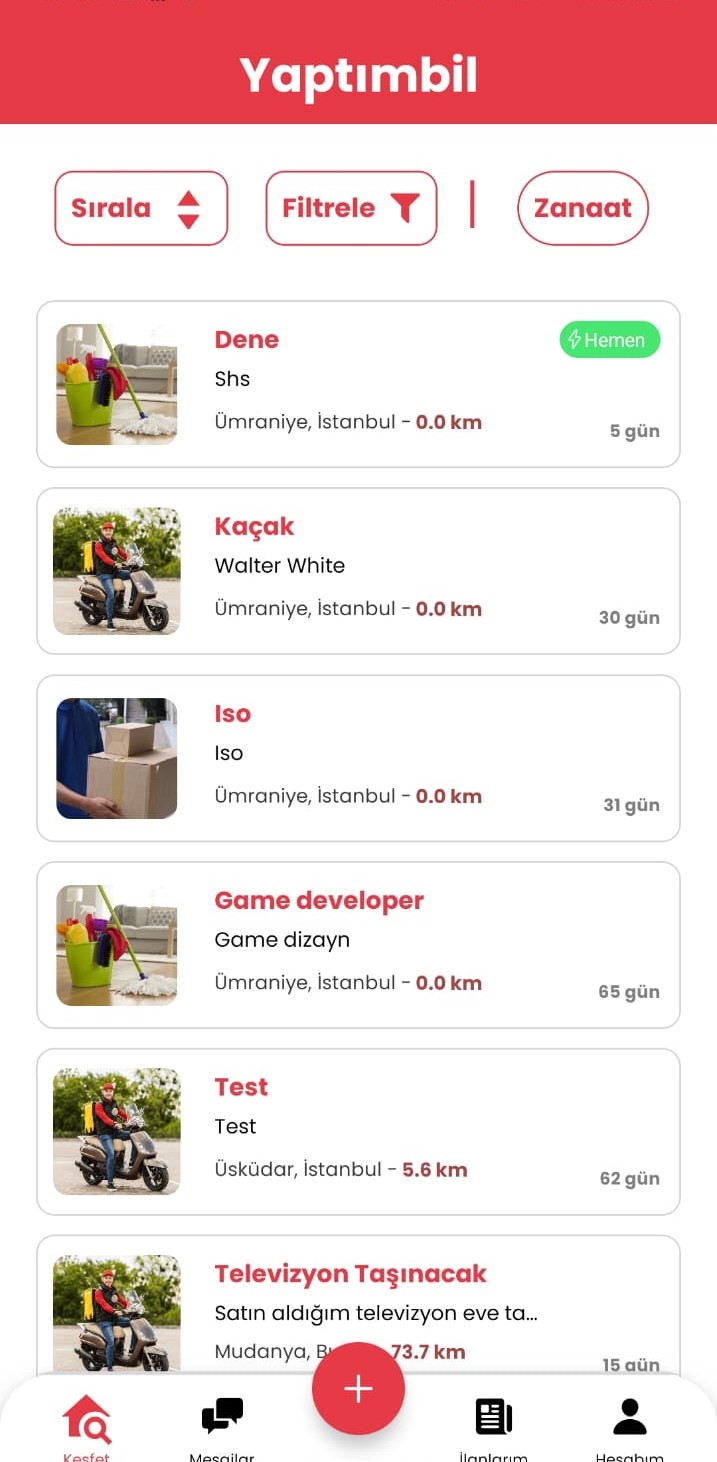 Yaptımbil
Sırala
Filtrele
Zanaat
Dene
Hemen
Shs
Ümraniye, İstanbul - 0.0 km
5 gün
Kaçak
Walter White
Ümraniye, İstanbul - 0.0 km
30 gün
Iso
Iso
Ümraniye, İstanbul - 0.0 km
31 gün
Game developer
Game dizayn
Ümraniye, İstanbul - 0.0 km
65 gün
Test
Test
Üsküdar, İstanbul - 5.6 km
62 gün
Televizyon Taşınacak
Satın aldığım televizyon eve ta...
Mudanya, 73.7 km
15 gün
Keşfet
Mesajlar
İlanlarım
Hesabım